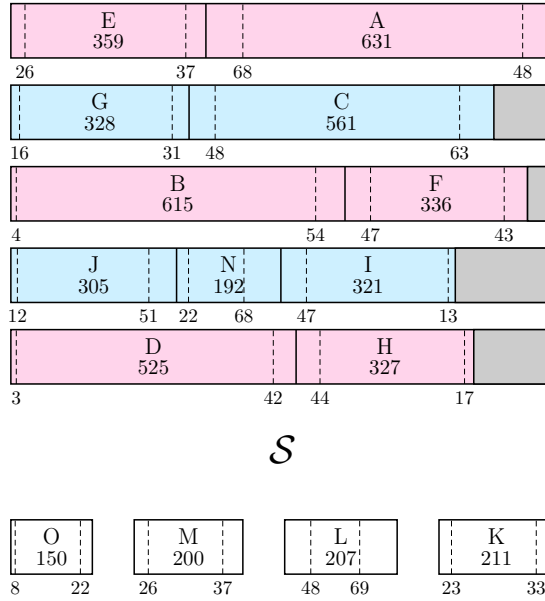 E A
359 631
26 37 68 48
G C
328 561
16 31 48 63
B F
615 336
4 54 47 43
J N I
305 192 321
12 51 22 68 47 13
D H
525 327
3 42 44 17
S
O M L K
150 200 207 211
8 22 26 37 48 69 23 33